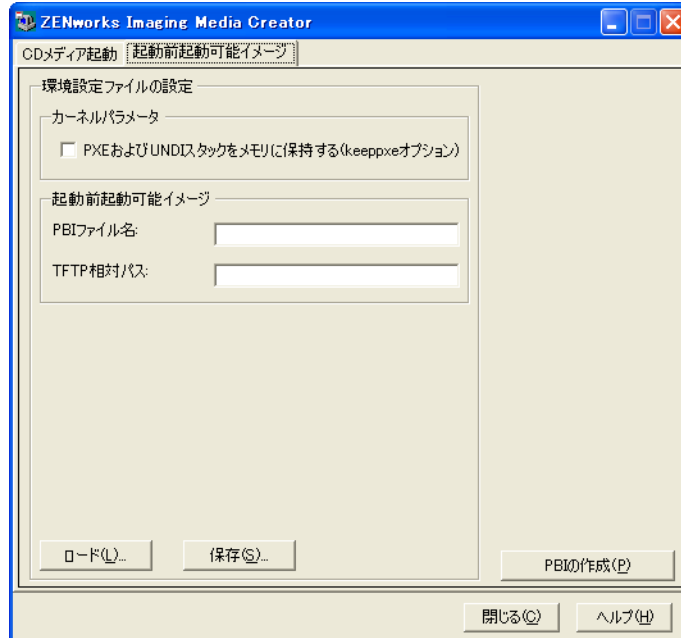 ZENworks Imaging Media Creator
CDメディア起動 起動前起動可能イメージ
環境設定ファイルの設定
カーネルパラメータ
PXEおよびUNDIスタックをメモリに保持する(keeppxeオプション)
起動前起動可能イメージ
PBIファイル名:
TFTP相対パス:
ロード(L)... 保存(S)...
PBIの作成(P)
閉じる(C) ヘルプ(H)